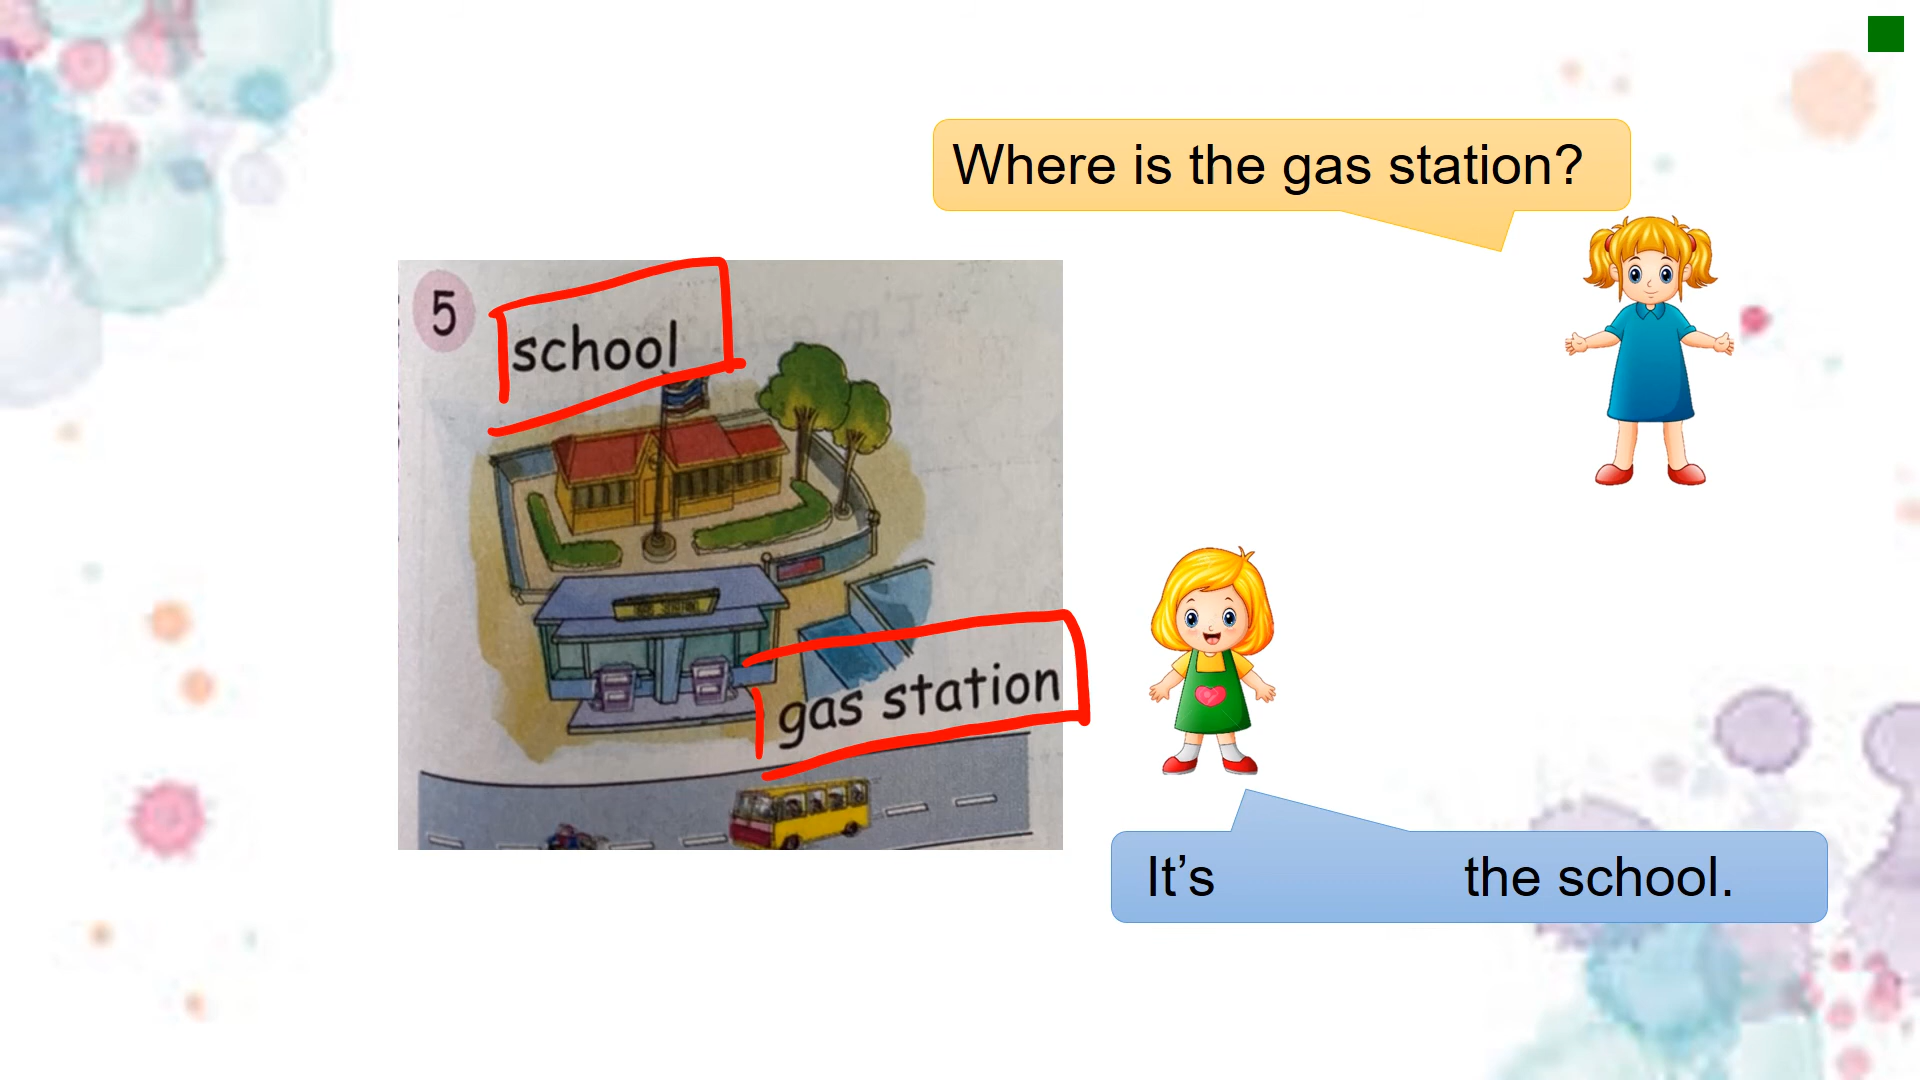 Where is the gas station?
5
school
gas station
It’s the school.